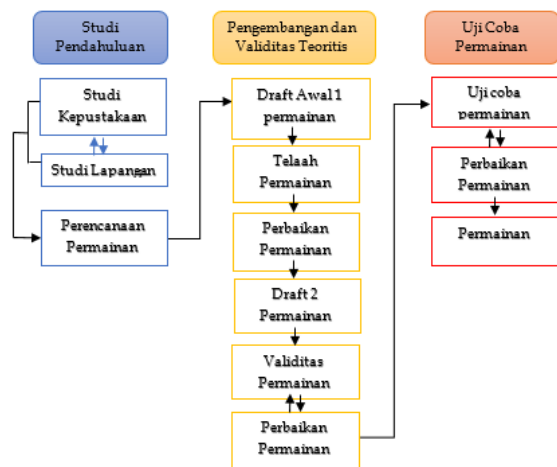 Studi
Pendahuluan
Studi
Kepustakaan
Studi Lapangan
Perencanaan
Permainan
Pengembangan dan
Validitas Teoritis
Draft Awal 1
permainan
Telaah
Permainan
Perbaikan
Permainan
Draft 2
Permainan
Validitas
Permainan
Perbaikan
Permainan
Uji Coba
Permainan
Uji coba
permainan
Perbaikan
Permainan
Permainan